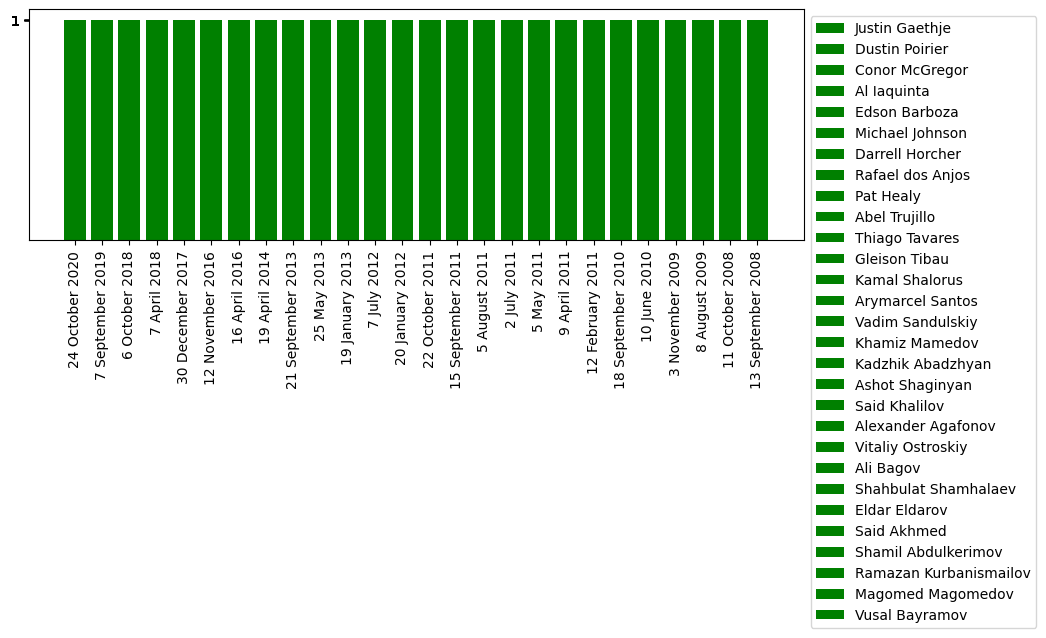 1
24 October 2020
7 September 2019
6 October 2018
7 April 2018
30 December 2017
12 November 2016
16 April 2016
19 April 2014
21 September 2013
25 May 2013
19 January 2013
7 July 2012
20 January 2012
22 October 2011
15 September 2011
5 August 2011
2 July 2011
5 May 2011
9 April 2011
12 February 2011
18 September 2010
10 June 2010
3 November 2009
8 August 2009
11 October 2008
13 September 2008
Justin Gaethje
Dustin Poirier
Conor McGregor
Al Iaquinta
Edson Barboza
Michael Johnson
Darrell Horcher
Rafael dos Anjos
Pat Healy
Abel Trujillo
Thiago Tavares
Gleison Tibau
Kamal Shalorus
Arymarcel Santos
Vadim Sandulskiy
Khamiz Mamedov
Kadzhik Abadzhyan
Ashot Shaginyan
Said Khalilov
Alexander Agafonov
Vitaliy Ostroskiy
Ali Bagov
Shahbulat Shamhalaev
Eldar Eldarov
Said Akhmed
Shamil Abdulkerimov
Ramazan Kurbanismailov
Magomed Magomedov
Vusal Bayramov